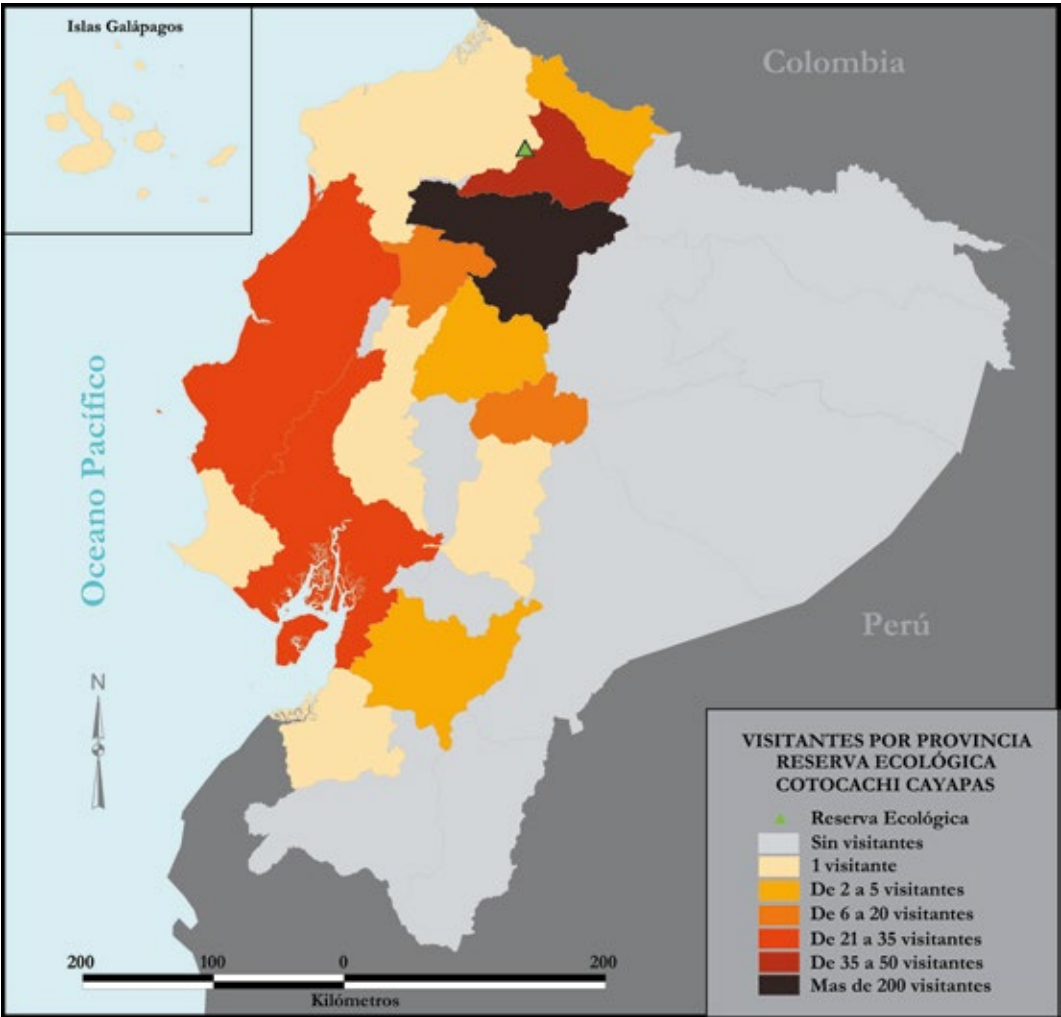 Islas Galápagos
Colombia
Oceano Pacífico
Perú
N
VISITANTES POR PROVINCIA
RESERVA ECOLÓGICA
COTOCACHI CAYAPAS
Reserva Ecológica
Sin visitantes
1 visitante
De 2 a 5 visitantes
De 6 a 20 visitantes
De 21 a 35 visitantes
De 35 a 50 visitantes
Mas de 200 visitantes
200 100 0 200
Kilómetros